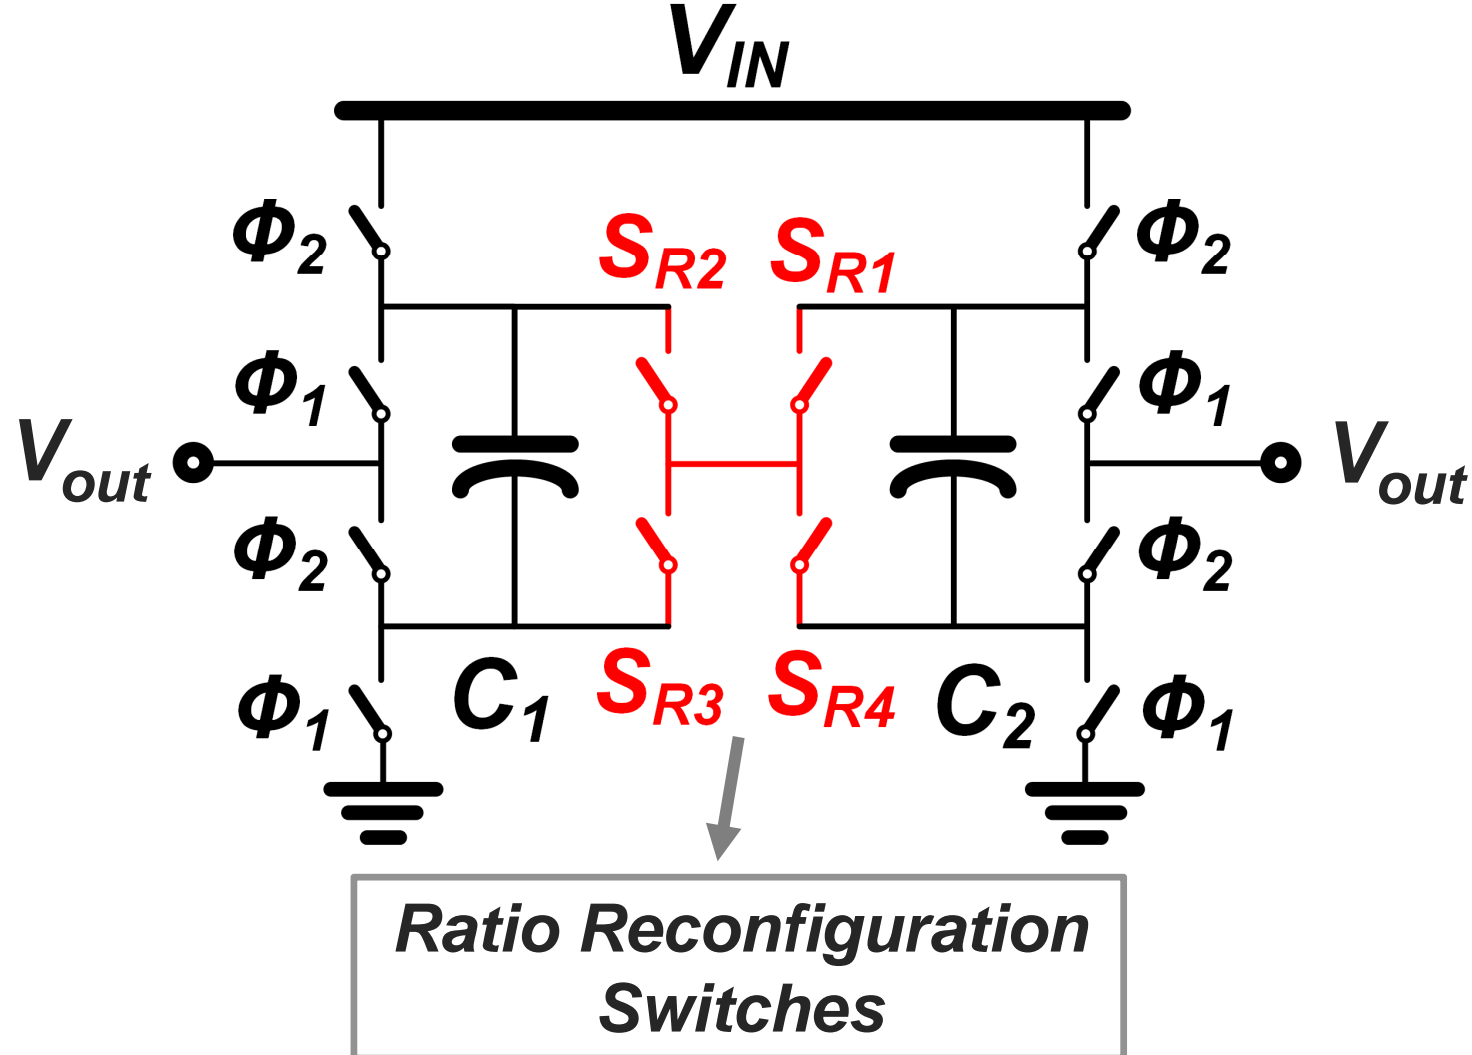 VIN
Φ2 SR2 SR1 Φ2
Φ1 Φ1
Vout Vout
Φ2 Φ2
Φ1 C1 SR3 SR4 C2 Φ1
Ratio Reconfiguration
Switches